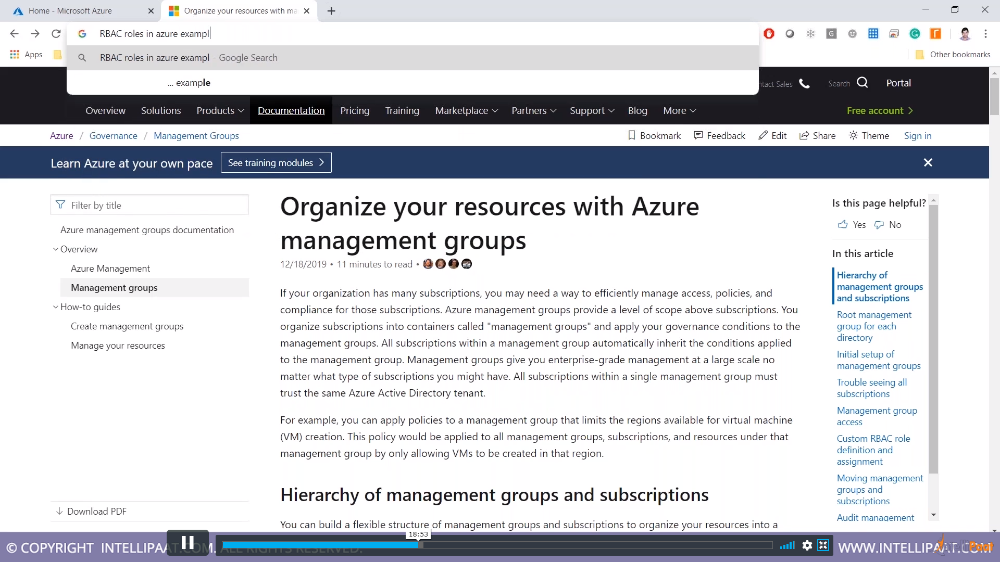 Home - Microsoft Azure
Organize your resources with ma
RBAC roles in azure exampl
RBAC roles in azure exampl - Google Search
... example
Apps
Other bookmarks
ntact Sales
Search
Portal
Overview
Solutions
Products
Documentation
Pricing
Training
Marketplace
Partners
Support
Blog
More
Free account
Azure / Governance / Management Groups
Bookmark
Feedback
Edit
Share
Theme
Sign in
Learn Azure at your own pace
See training modules
Filter by title
Azure management groups documentation
Overview
Azure Management
Management groups
How-to guides
Create management groups
Manage your resources
Download PDF
Organize your resources with Azure
management groups
12/18/2019 • 11 minutes to read •
If your organization has many subscriptions, you may need a way to efficiently manage access, policies, and
compliance for those subscriptions. Azure management groups provide a level of scope above subscriptions. You
organize subscriptions into containers called "management groups" and apply your governance conditions to the
management groups. All subscriptions within a management group automatically inherit the conditions applied
to the management group. Management groups give you enterprise-grade management at a large scale no
matter what type of subscriptions you might have. All subscriptions within a single management group must
trust the same Azure Active Directory tenant.
For example, you can apply policies to a management group that limits the regions available for virtual machine
(VM) creation. This policy would be applied to all management groups, subscriptions, and resources under that
management group by only allowing VMs to be created in that region.
Hierarchy of management groups and subscriptions
You can build a flexible structure of management groups and subscriptions to organize your resources into a
Is this page helpful?
Yes
No
In this article
Hierarchy of
management groups
and subscriptions
Root management
group for each
directory
Initial setup of
management groups
Trouble seeing all
subscriptions
Management group
access
Custom RBAC role
definition and
assignment
Moving management
groups and
subscriptions
Audit management
18:53
© COPYRIGHT INTELLIPAAT.COM. ALL RIGHTS RESERVED.
WWW.INTELLIPAAT.COM